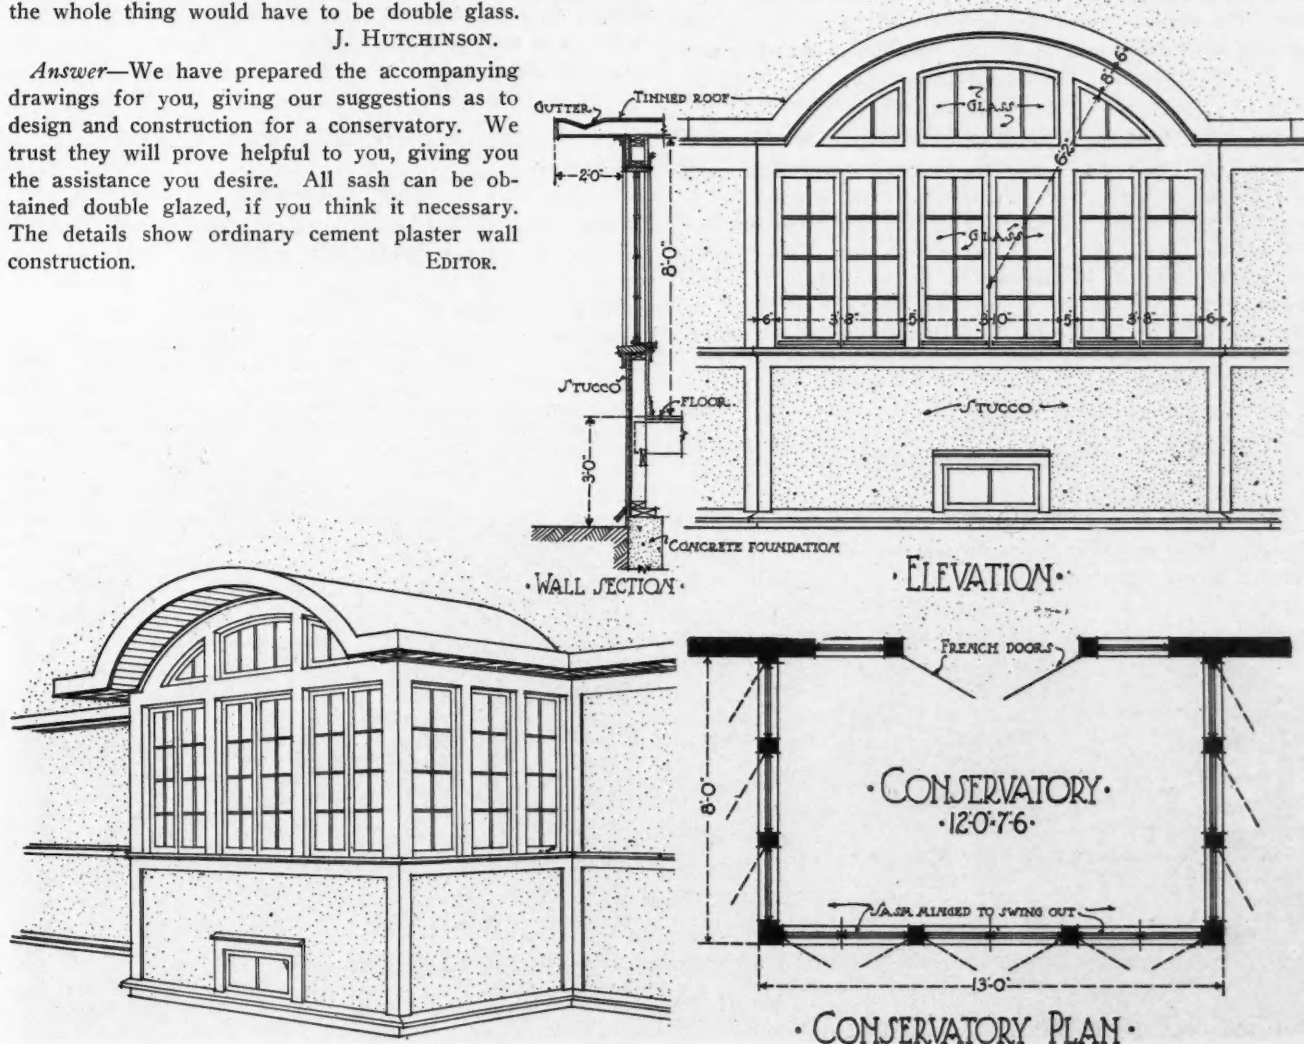 the whole thing would have to be double glass.
J. HUTCHINSON.
Answer—We have prepared the accompanying
drawings for you, giving our suggestions as to
design and construction for a conservatory. We
trust they will prove helpful to you, giving you
the assistance you desire. All sash can be ob-
tained double glazed, if you think it necessary.
The details show ordinary cement plaster wall
construction. EDITOR.
GUTTER
TINNED ROOF
2'0"
8'-0"
STUCCO
FLOOR
3'-0"
CONCRETE FOUNDATION
· WALL SECTION ·
8'-6"
GLASS
6'2"
GLASS
6" 3'-8" 5" 3'-10" 5" 3'-8" 6"
STUCCO
· ELEVATION ·
FRENCH DOORS
8'-0"
· CONSERVATORY ·
· 12'0"-7'-6" ·
SASH HINGED TO SWING OUT
13'-0"
· CONSERVATORY PLAN ·